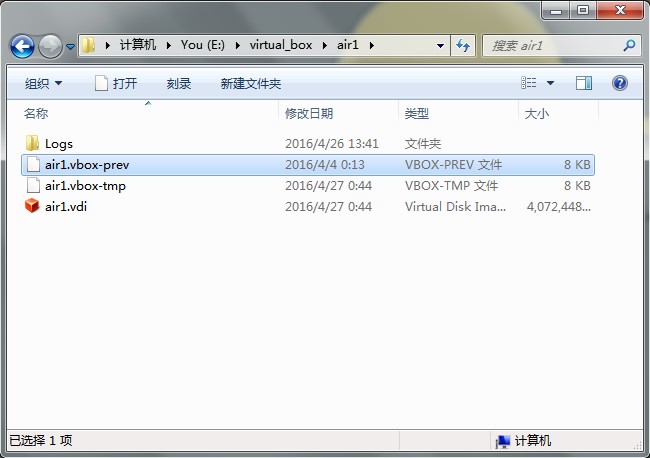 计算机 You (E:) virtual_box air1 搜索 air1
组织 打开 刻录 新建文件夹
名称 修改日期 类型 大小
Logs 2016/4/26 13:41 文件夹
air1.vbox-prev 2016/4/4 0:13 VBOX-PREV 文件 8 KB
air1.vbox-tmp 2016/4/27 0:44 VBOX-TMP 文件 8 KB
air1.vdi 2016/4/27 0:44 Virtual Disk Ima... 4,072,448...
已选择 1 项 计算机